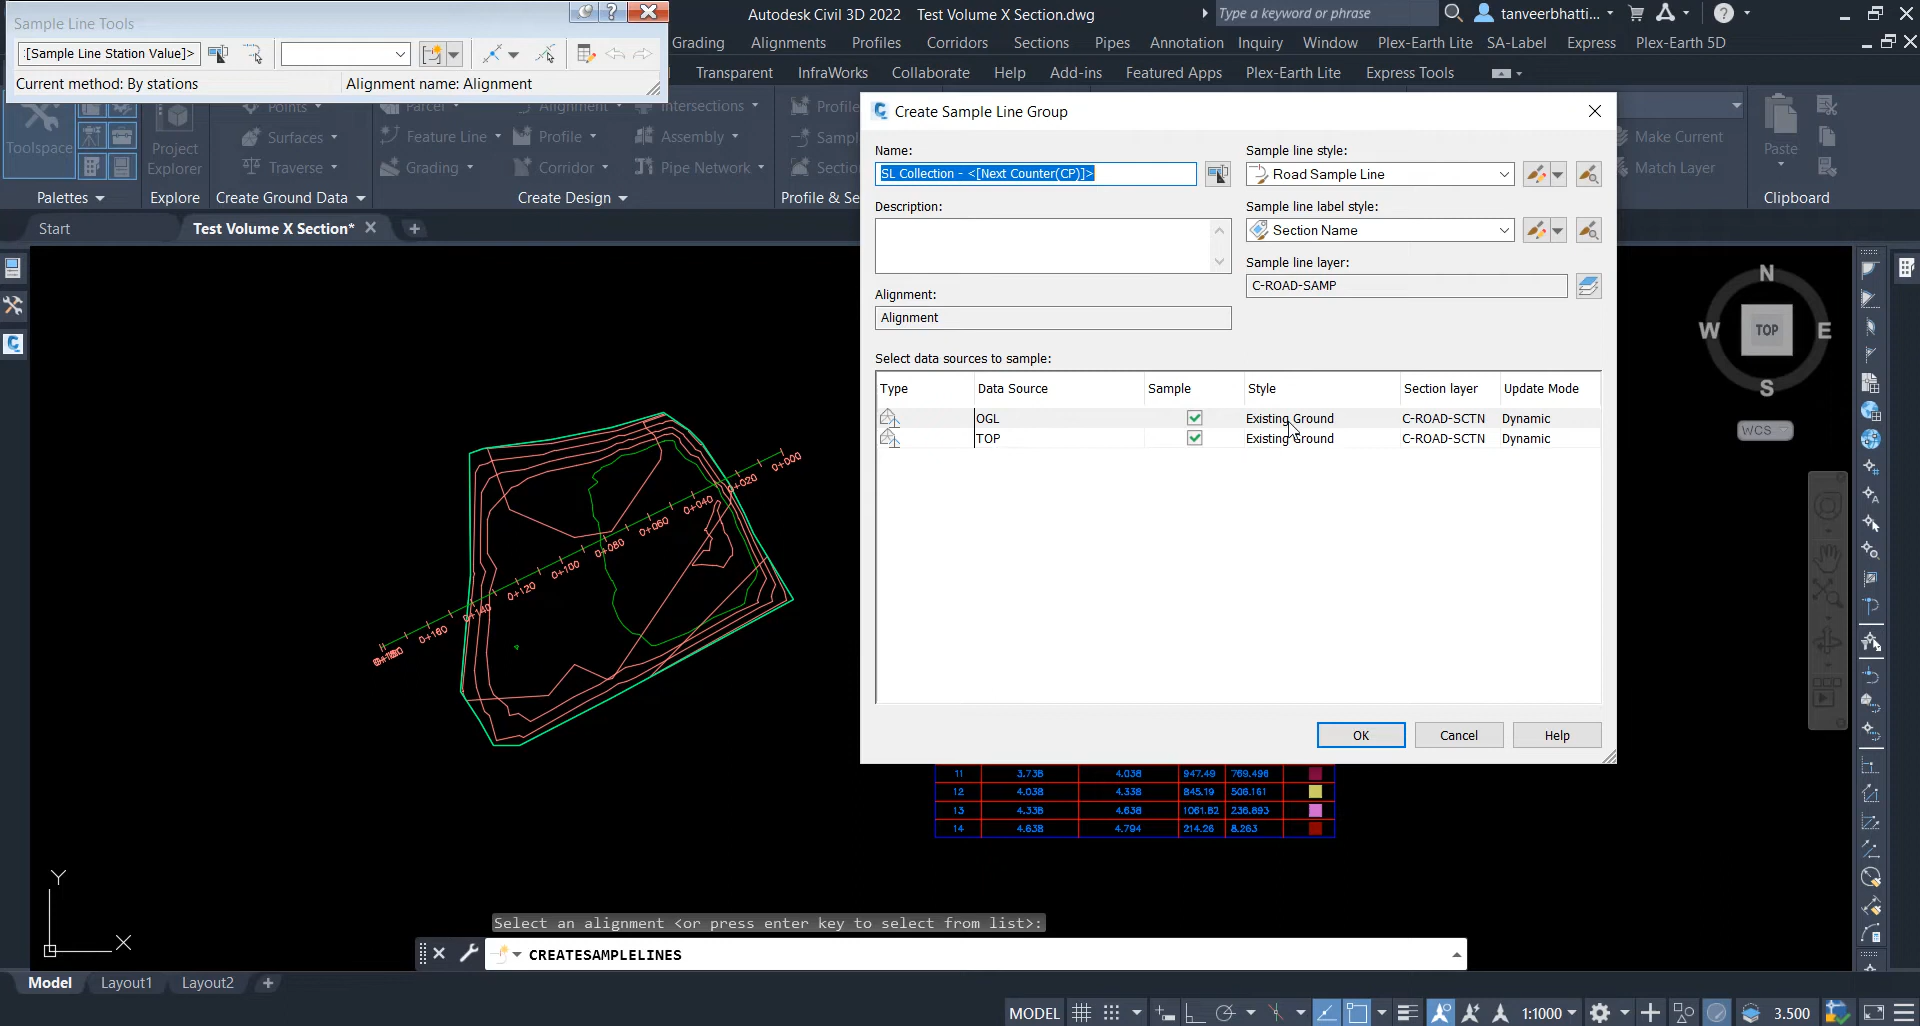 Sample Line Tools
:[Sample Line Station Value]>
Current method: By stations
Alignment name: Alignment
Autodesk Civil 3D 2022 Test Volume X Section.dwg
Type a keyword or phrase
tanveerbhatti...
Grading Alignments Profiles Corridors Sections Pipes Annotation Inquiry Window Plex-Earth Lite SA-Label Express Plex-Earth 5D
Transparent InfraWorks Collaborate Help Add-ins Featured Apps Plex-Earth Lite Express Tools
Toolspace
Project
Explorer
Points
Surfaces
Traverse
Parcel
Feature Line
Grading
Alignment
Profile
Corridor
Intersections
Assembly
Pipe Network
Profile
Sampl
Sectio
Make Current
Match Layer
Paste
Palettes
Explore
Create Ground Data
Create Design
Profile & Se
Clipboard
Start
Test Volume X Section*
Create Sample Line Group
Name:
SL Collection - <[Next Counter(CP)]>
Description:
Alignment:
Alignment
Sample line style:
Road Sample Line
Sample line label style:
Section Name
Sample line layer:
C-ROAD-SAMP
Select data sources to sample:
Type Data Source Sample Style Section layer Update Mode
OGL Existing Ground C-ROAD-SCTN Dynamic
TOP Existing Ground C-ROAD-SCTN Dynamic
OK
Cancel
Help
N
W
TOP
E
S
WCS
0+000
0+020
0+040
0+060
0+080
0+100
0+120
0+140
0+160
11 3.738 4.038 947.49 769.496
12 4.038 4.338 845.19 506.161
13 4.338 4.638 1061.82 236.893
14 4.638 4.794 214.26 8.263
Y
X
Select an alignment <or press enter key to select from list>:
CREATESAMPLELINES
Model
Layout1
Layout2
MODEL
1:1000
3.500